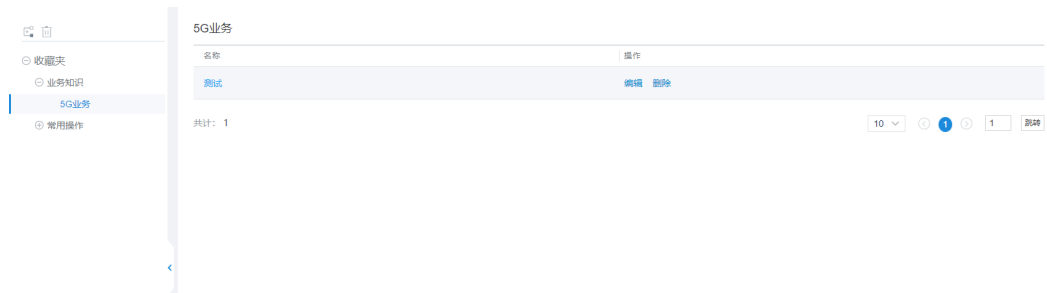 收藏夹
业务知识
5G业务
常用操作
5G业务
名称 操作
测试 编辑 删除
共计: 1 10 1 1 跳转